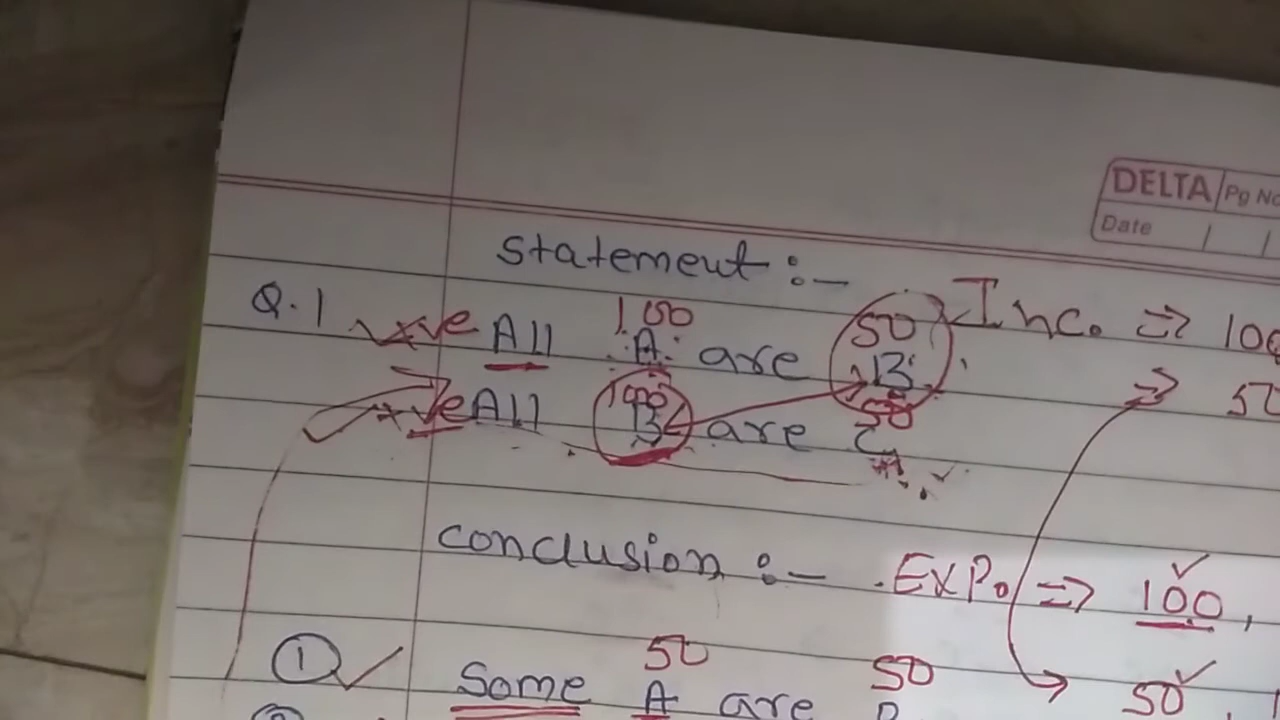 DELTA Pg No
Date
Statement :-
Q.1 +ve All 100 A are 50 B Inc. ⇒ 100
+ve All 100 B are 50 C ⇒ 50
Conclusion :- Exp. ⇒ 100,
① ✓ Some 50 A are 50 50 ✓